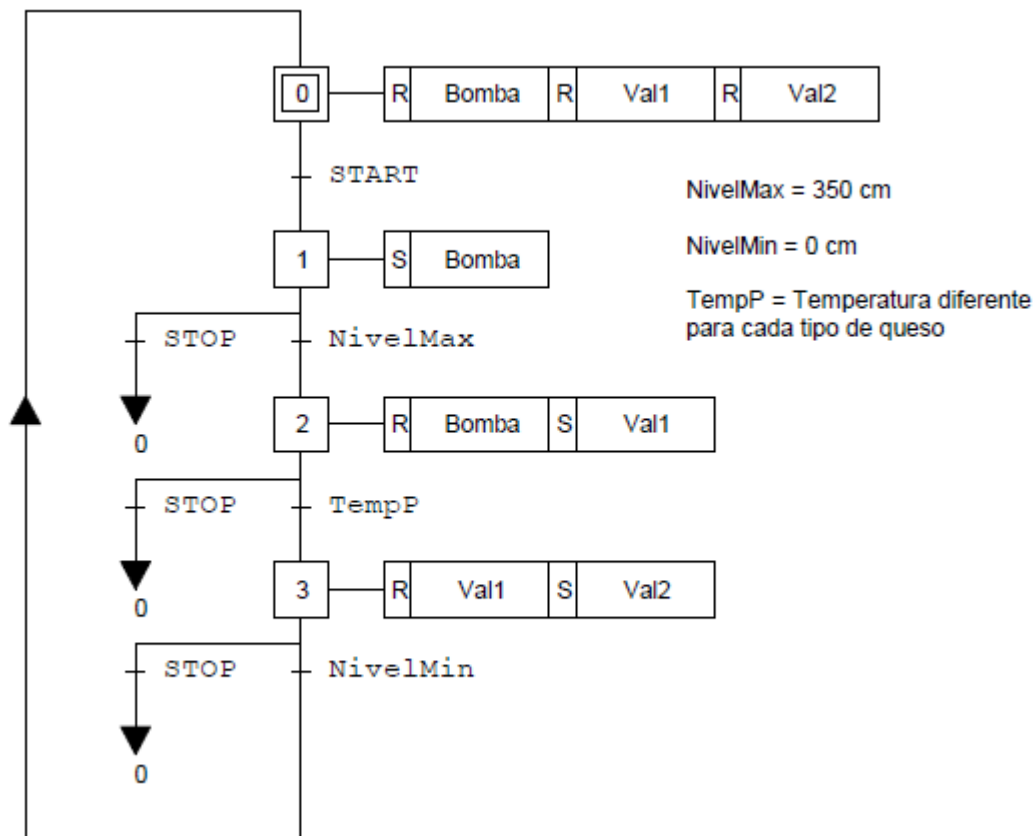 0 R Bomba R Val1 R Val2
START
NivelMax = 350 cm
NivelMin = 0 cm
TempP = Temperatura diferente
para cada tipo de queso
1 S Bomba
STOP NivelMax
0
2 R Bomba S Val1
STOP TempP
0
3 R Val1 S Val2
STOP NivelMin
0